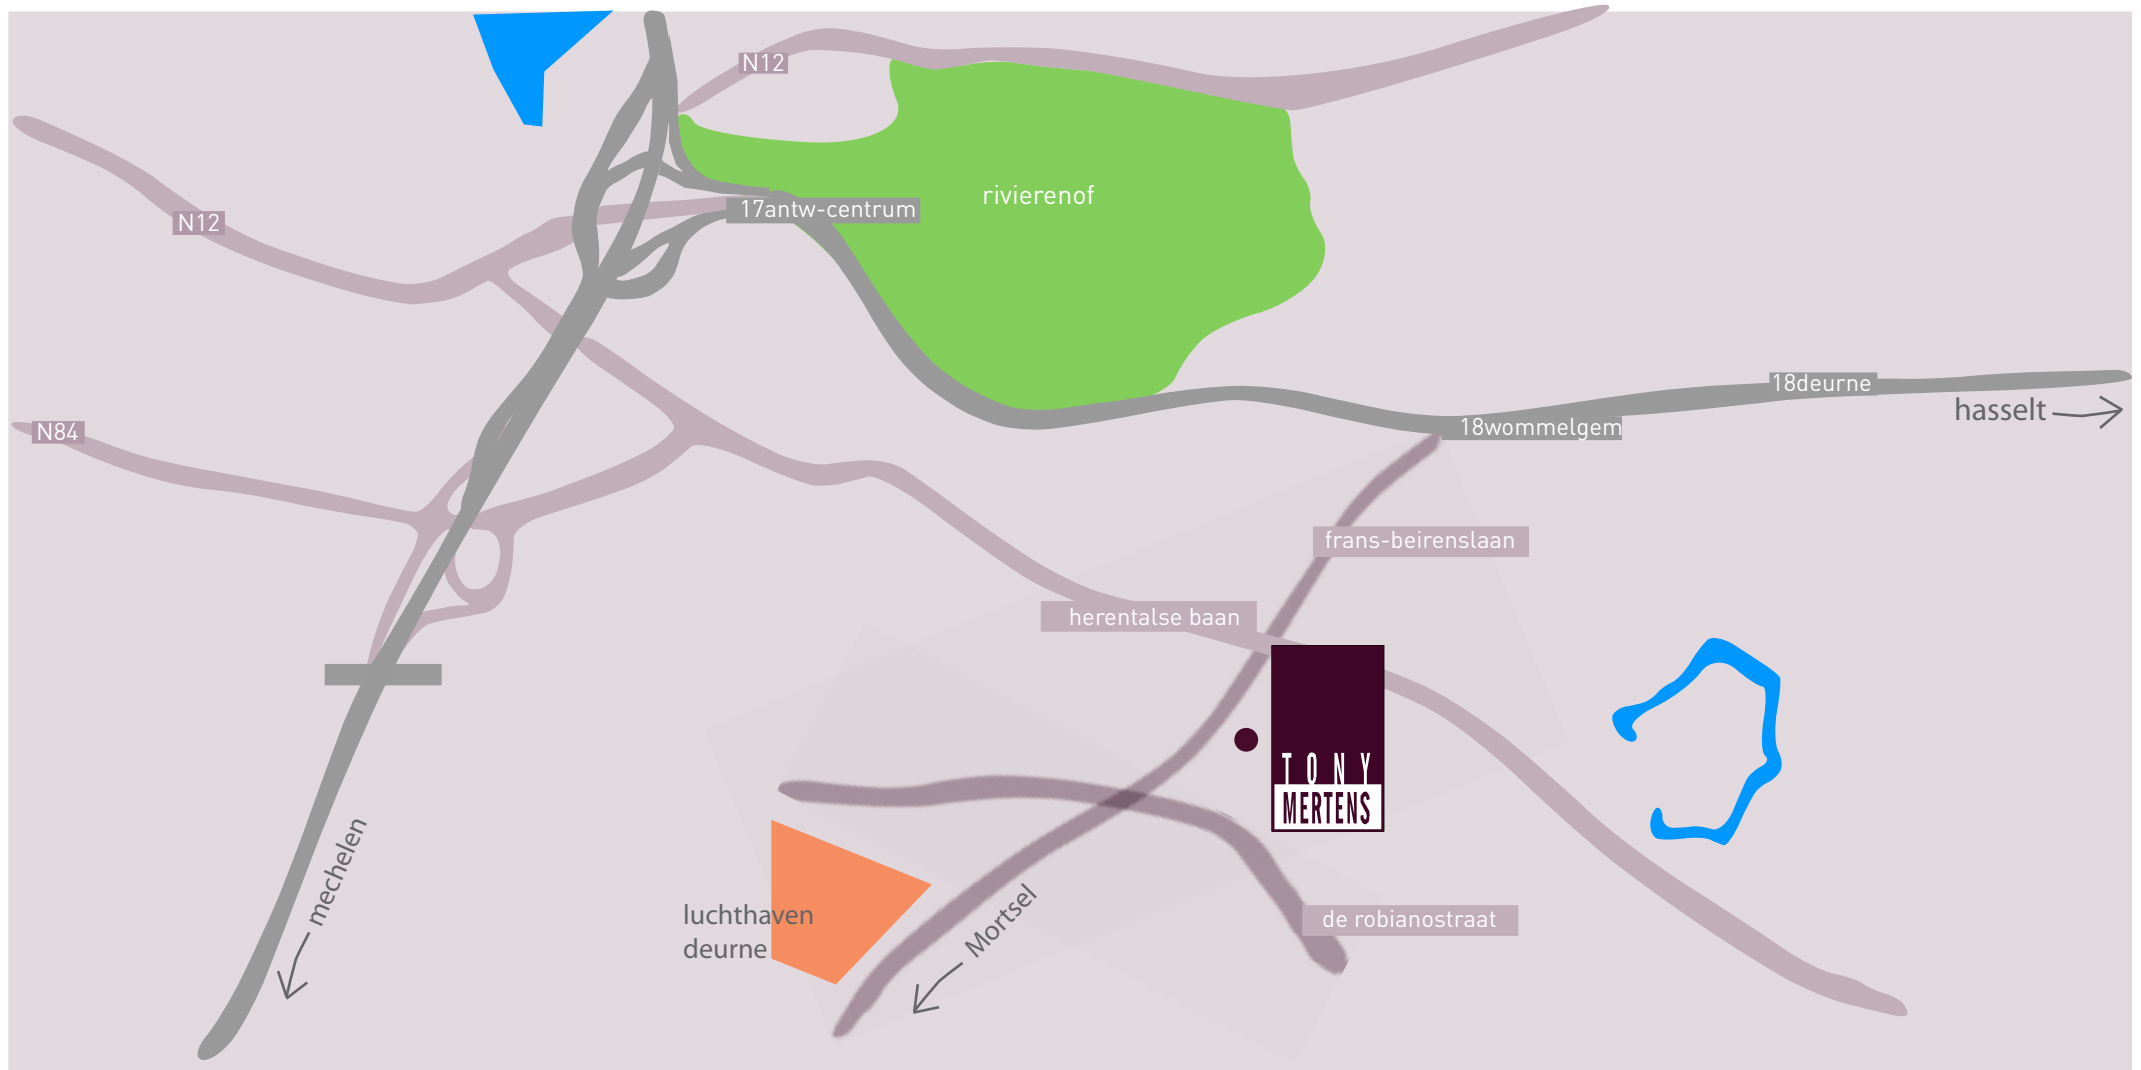 N12
N12
rivierenof
17antw-centrum
18deurne
hasselt
18wommelgem
N84
frans-beirenslaan
herentalse baan
TONY
MERTENS
mechelen
luchthaven
deurne
Mortsel
de robianostraat